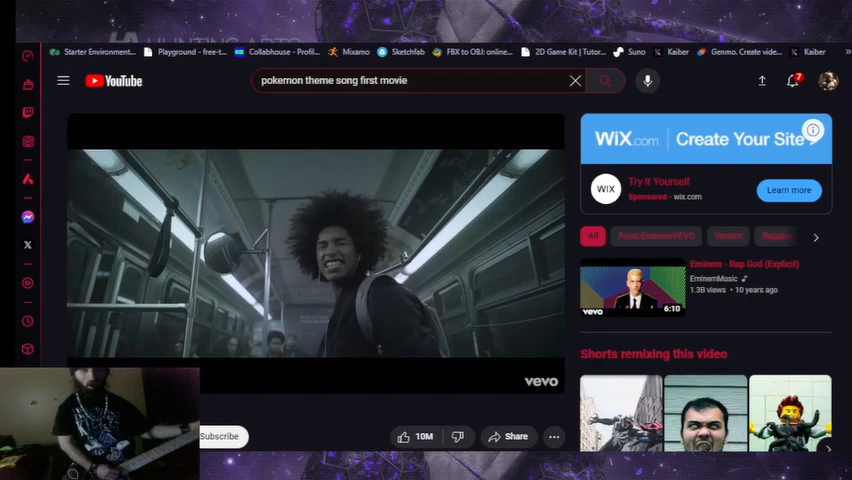 Starter Environment... Playground - free-t... Collabhouse - Profil... Mixamo Sketchfab FBX to OBJ: online... 2D Game Kit | Tutor... Suno Kaiber Genmo. Create vide... Kaiber »
YouTube
pokemon theme song first movie
7
WiX.com Create Your Site
WIX
Try It Yourself
Sponsored · wix.com
Learn more
All
From EminemVEVO
Venom
Eminem - Rap God (Explicit)
EminemMusic
1.3B views • 10 years ago
vevo
6:10
vevo
Shorts remixing this video
Subscribe
10M
Share